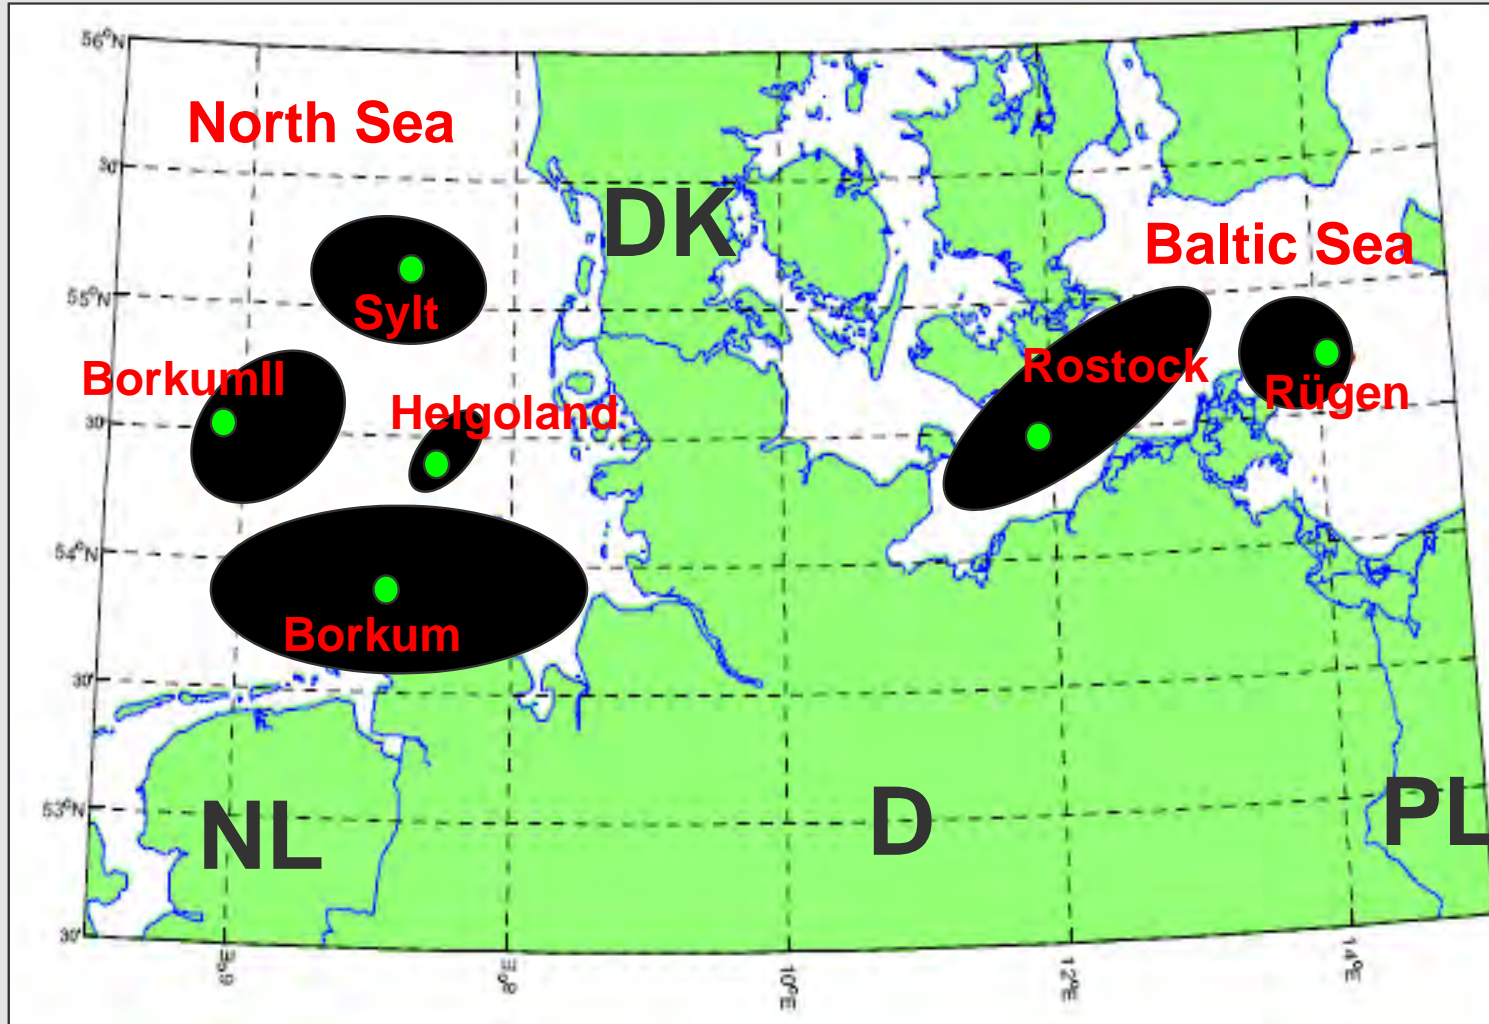 56°N
North Sea
30'
DK
Baltic Sea
55°N
Sylt
BorkumII
Rostock
Helgoland
Rügen
30'
54°N
Borkum
30'
53°N
NL
D
PL
30'
6°E
8°E
10°E
12°E
14°E